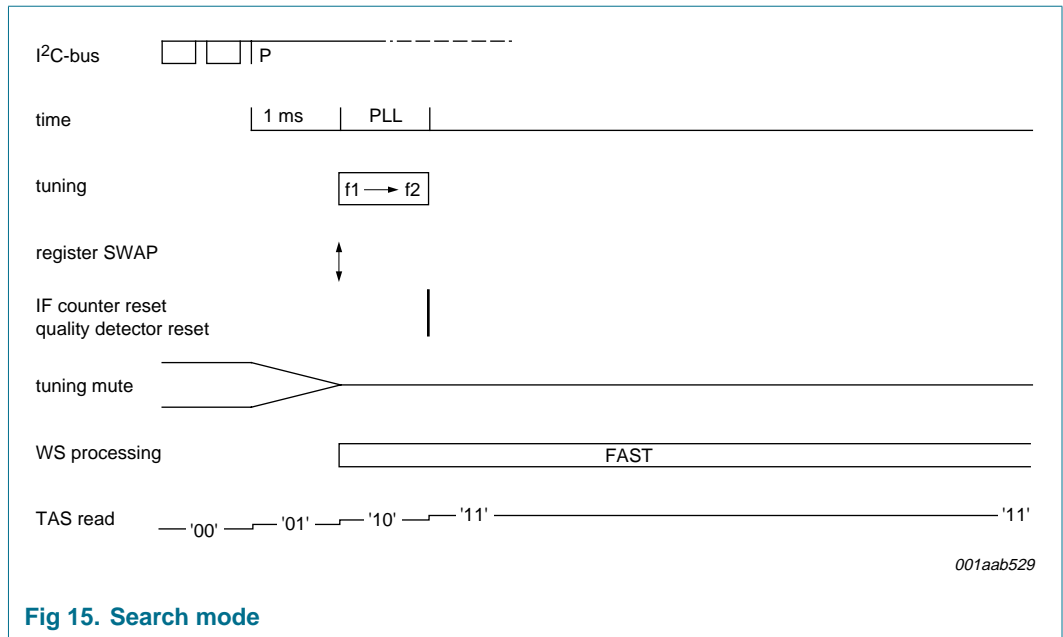 I²C-bus P
time 1 ms PLL
tuning f1 → f2
register SWAP
IF counter reset
quality detector reset
tuning mute
WS processing FAST
TAS read '00' '01' '10' '11' '11'
001aab529
Fig 15. Search mode